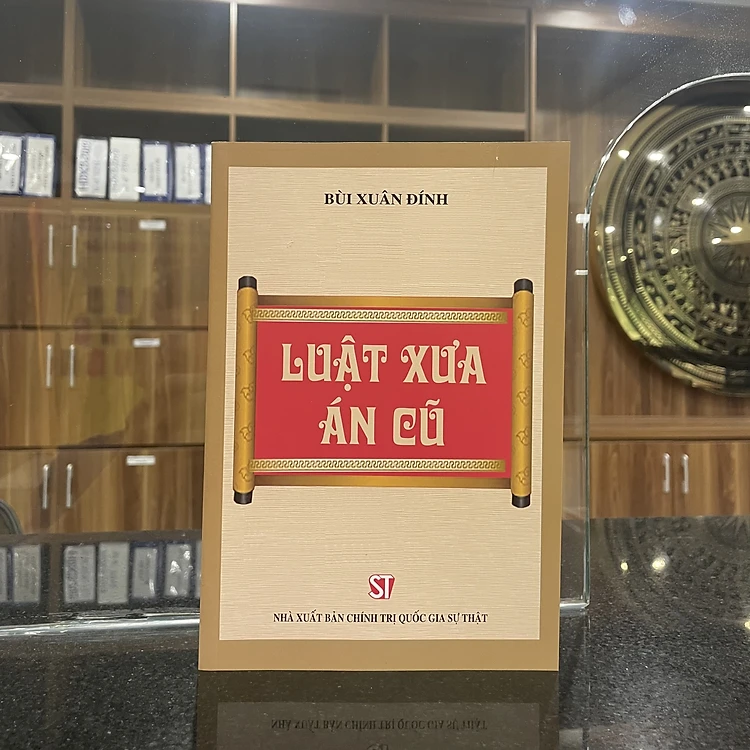 BÙI XUÂN ĐÍNH
LUẬT XƯA
ÁN CŨ
ST
NHÀ XUẤT BẢN CHÍNH TRỊ QUỐC GIA SỰ THẬT